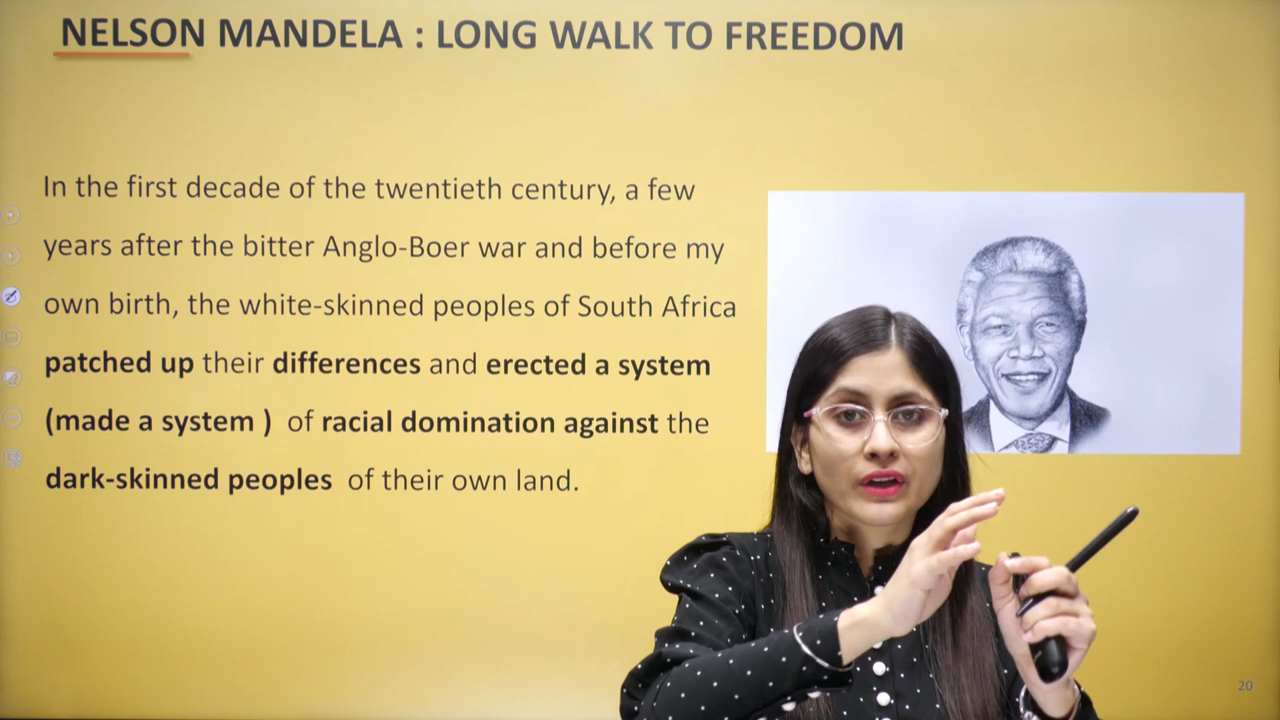 NELSON MANDELA : LONG WALK TO FREEDOM
In the first decade of the twentieth century, a few
years after the bitter Anglo-Boer war and before my
own birth, the white-skinned peoples of South Africa
patched up their differences and erected a system
(made a system ) of racial domination against the
dark-skinned peoples of their own land.
20